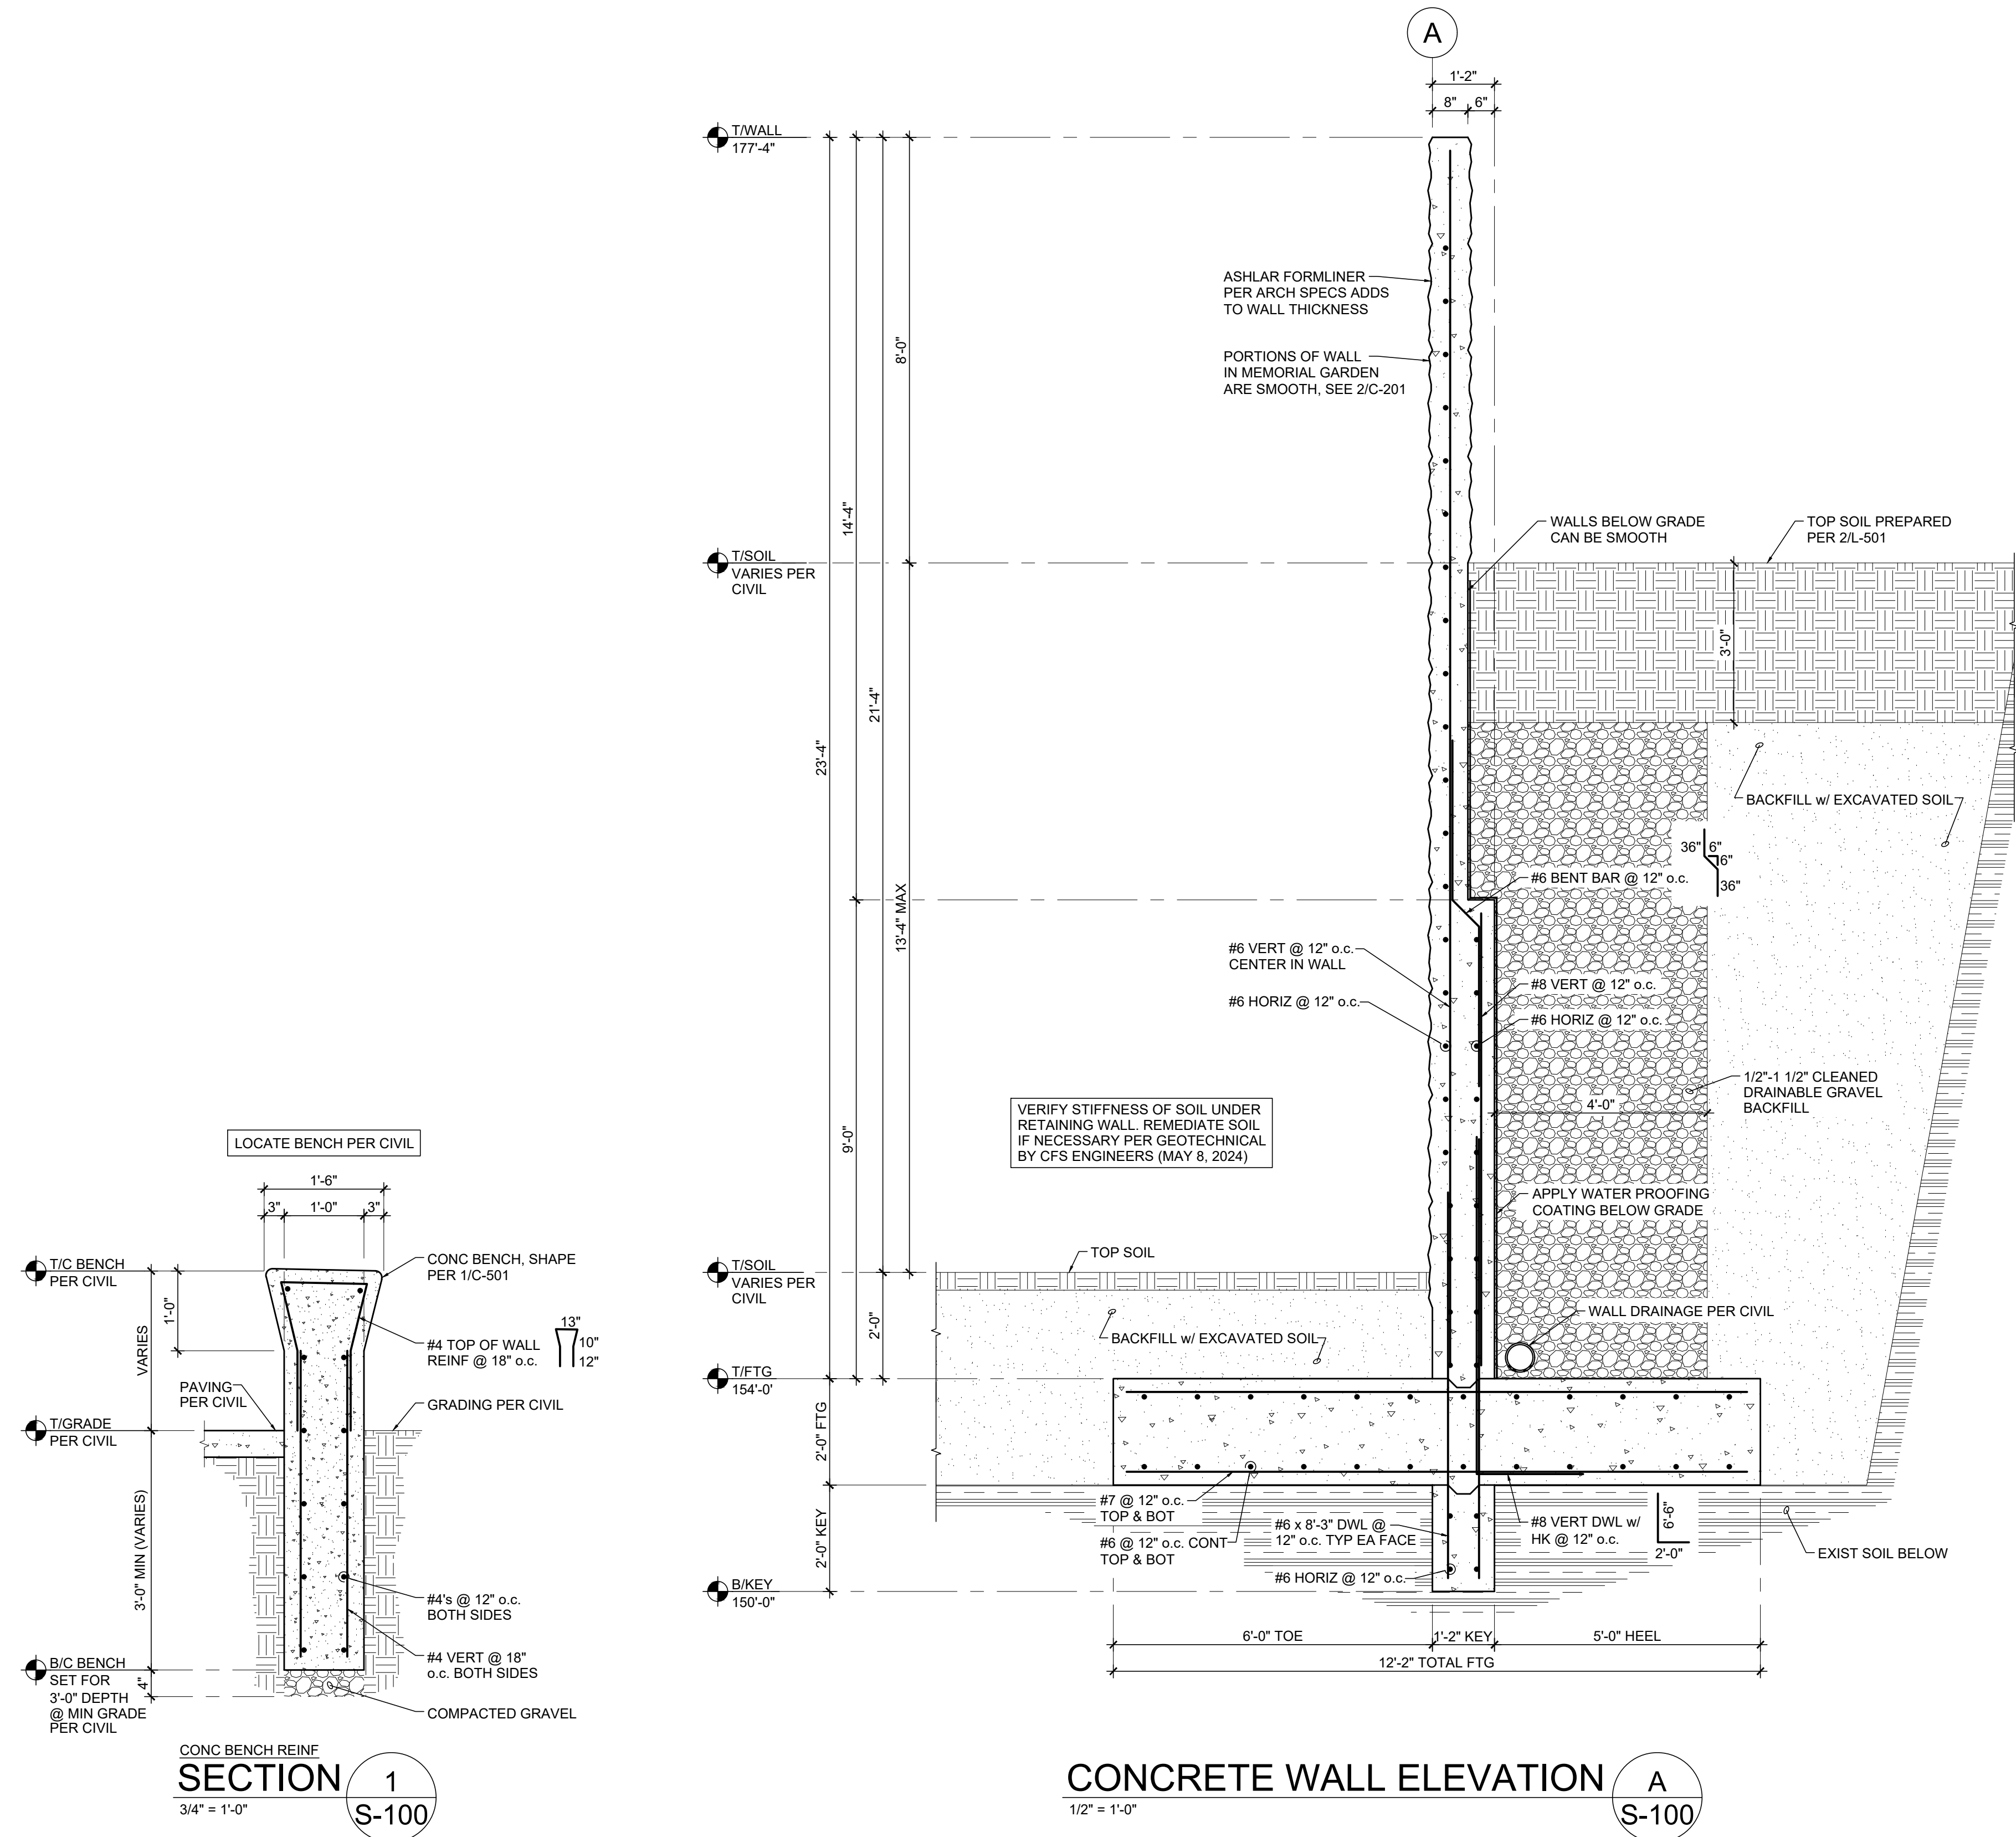 LOCATE BENCH PER CIVIL
1'-6"
3"
1'-0"
3"
T/C BENCH
PER CIVIL
1'-0"
VARIES
CONC BENCH, SHAPE
PER 1/C-501
#4 TOP OF WALL
REINF @ 18" o.c.
13"
10"
12"
PAVING
PER CIVIL
GRADING PER CIVIL
T/GRADE
PER CIVIL
3'-0" MIN (VARIES)
#4's @ 12" o.c.
BOTH SIDES
#4 VERT @ 18"
o.c. BOTH SIDES
B/C BENCH
SET FOR
3'-0" DEPTH
@ MIN GRADE
PER CIVIL
4"
COMPACTED GRAVEL
CONC BENCH REINF
SECTION
3/4" = 1'-0"
1
S-100
A
1'-2"
8"
6"
T/WALL
177'-4"
ASHLAR FORMLINER
PER ARCH SPECS ADDS
TO WALL THICKNESS
PORTIONS OF WALL
IN MEMORIAL GARDEN
ARE SMOOTH, SEE 2/C-201
8'-0"
14'-4"
21'-4"
23'-4"
13'-4" MAX
9'-0"
2'-0"
T/SOIL
VARIES PER
CIVIL
WALLS BELOW GRADE
CAN BE SMOOTH
TOP SOIL PREPARED
PER 2/L-501
3'-0"
BACKFILL w/ EXCAVATED SOIL
36"
6"
6"
36"
#6 BENT BAR @ 12" o.c.
#6 VERT @ 12" o.c.
CENTER IN WALL
#8 VERT @ 12" o.c.
#6 HORIZ @ 12" o.c.
#6 HORIZ @ 12" o.c.
1/2"-1 1/2" CLEANED
DRAINABLE GRAVEL
BACKFILL
4'-0"
VERIFY STIFFNESS OF SOIL UNDER
RETAINING WALL. REMEDIATE SOIL
IF NECESSARY PER GEOTECHNICAL
BY CFS ENGINEERS (MAY 8, 2024)
APPLY WATER PROOFING
COATING BELOW GRADE
TOP SOIL
T/SOIL
VARIES PER
CIVIL
WALL DRAINAGE PER CIVIL
BACKFILL w/ EXCAVATED SOIL
T/FTG
154'-0'
2'-0" FTG
2'-0" KEY
#7 @ 12" o.c.
TOP & BOT
#6 @ 12" o.c. CONT
TOP & BOT
#6 x 8'-3" DWL @
12" o.c. TYP EA FACE
#6 HORIZ @ 12" o.c.
#8 VERT DWL w/
HK @ 12" o.c.
6'-6"
2'-0"
EXIST SOIL BELOW
B/KEY
150'-0"
6'-0" TOE
1'-2" KEY
5'-0" HEEL
12'-2" TOTAL FTG
CONCRETE WALL ELEVATION
1/2" = 1'-0"
A
S-100